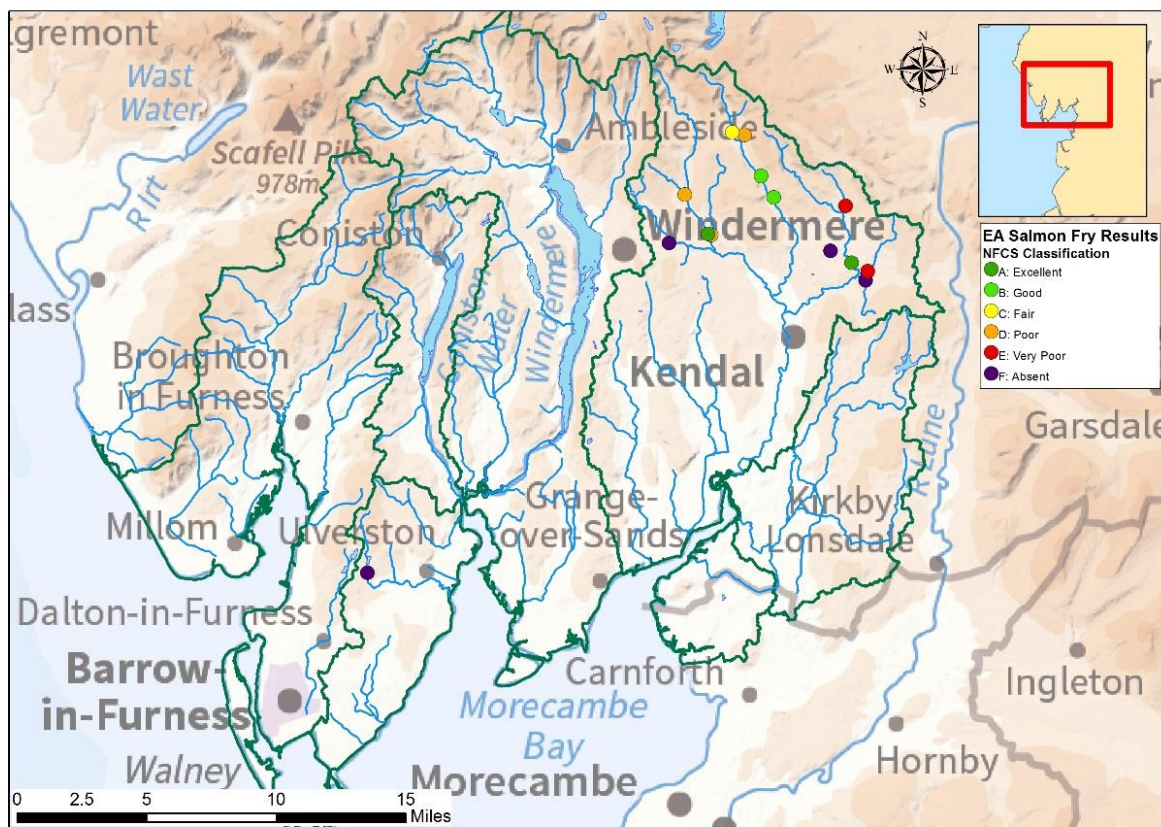 lgremont
Wast
Water
Scafell Pike
978m
R Irt
Ambleside
N
W
E
S
Coniston
Windermere
Coniston
Water
Windermere
lass
Broughton
in Furness
Kendal
EA Salmon Fry Results
NFCS Classification
A: Excellent
B: Good
C: Fair
D: Poor
E: Very Poor
F: Absent
Garsdale
R Lune
Millom
Ulverston
Grange-
over-Sands
Kirkby
Lonsdale
Dalton-in-Furness
Barrow-
in-Furness
Walney
Carnforth
Ingleton
Morecambe
Bay
Hornby
Morecambe
0 2.5 5 10 15
Miles